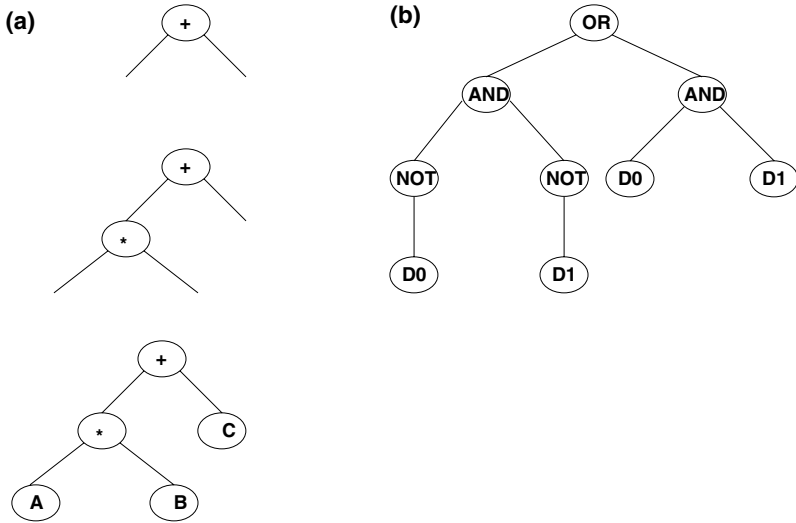 (a)
+
+
*
+
*
C
A
B
(b)
OR
AND
AND
NOT
NOT
D0
D1
D0
D1